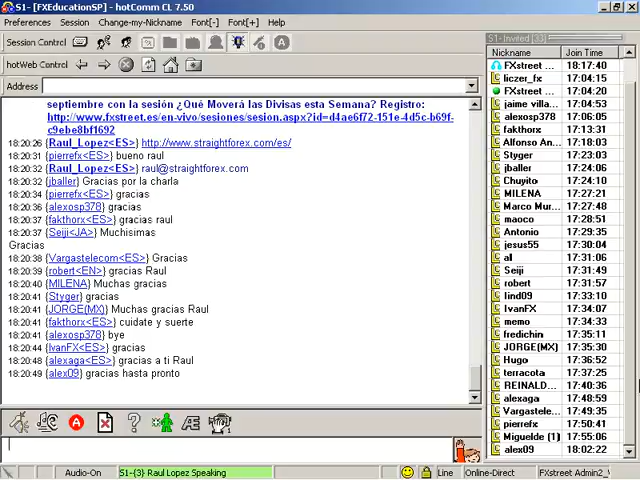 S1- [FXEducationSP] - hotComm CL 7.50
Preferences Session Change-my-Nickname Font[-] Font[+] Help
Session Control
hotWeb Control
Address
septiembre con la sesión ¿Qué Moverá las Divisas esta Semana? Registro:
http://www.fxstreet.es/en-vivo/sesiones/sesion.aspx?id=d4ae6f72-151e-4d5c-b69f-
c9ebe8bf1692
18:20:26 {Raul_Lopez<ES>} http://www.straightforex.com/es/
18:20:31 {pierrefx<ES>} bueno raul
18:20:32 {Raul_Lopez<ES>} raul@straightforex.com
18:20:32 {jballer} Gracias por la charla
18:20:34 {pierrefx<ES>} gracias
18:20:36 {alexosp378} gracias
18:20:37 {fakthorx<ES>} gracias raul
18:20:37 {Seiji<JA>} Muchisimas
Gracias
18:20:38 {Vargastelecom<ES>} Gracias
18:20:39 {robert<EN>} gracias Raul
18:20:40 {MILENA} Muchas gracias
18:20:41 {Styger} gracias
18:20:41 {JORGE(MX)} Muchas gracias Raul
18:20:41 {fakthorx<ES>} cuidate y suerte
18:20:41 {alexosp378} bye
18:20:44 {IvanFX<ES>} gracias
18:20:48 {alexaga<ES>} gracias a ti Raul
18:20:49 {alex09} gracias hasta pronto
S1- Invited [33]
Nickname Join Time
FXstreet ... 18:17:40
liczer_fx 17:04:15
FXstreet ... 17:04:20
jaime villa... 17:04:53
alexosp378 17:06:05
fakthorx 17:13:31
Alfonso An... 17:18:03
Styger 17:23:03
jballer 17:24:06
Chuyito 17:24:10
MILENA 17:27:21
Marco Mur... 17:27:48
maoco 17:28:51
Antonio 17:29:35
jesus55 17:30:04
al 17:31:06
Seiji 17:31:49
robert 17:31:57
lind09 17:33:10
IvanFX 17:34:07
memo 17:34:33
fredichin 17:35:11
JORGE(MX) 17:35:30
Hugo 17:36:52
terracota 17:37:25
REINALD... 17:40:36
alexaga 17:48:59
Vargastele... 17:49:35
pierrefx 17:50:41
Miguelde (1) 17:55:06
alex09 18:02:22
Audio-On S1-{3} Raul Lopez Speaking Line Online-Direct FXstreet Admin2_